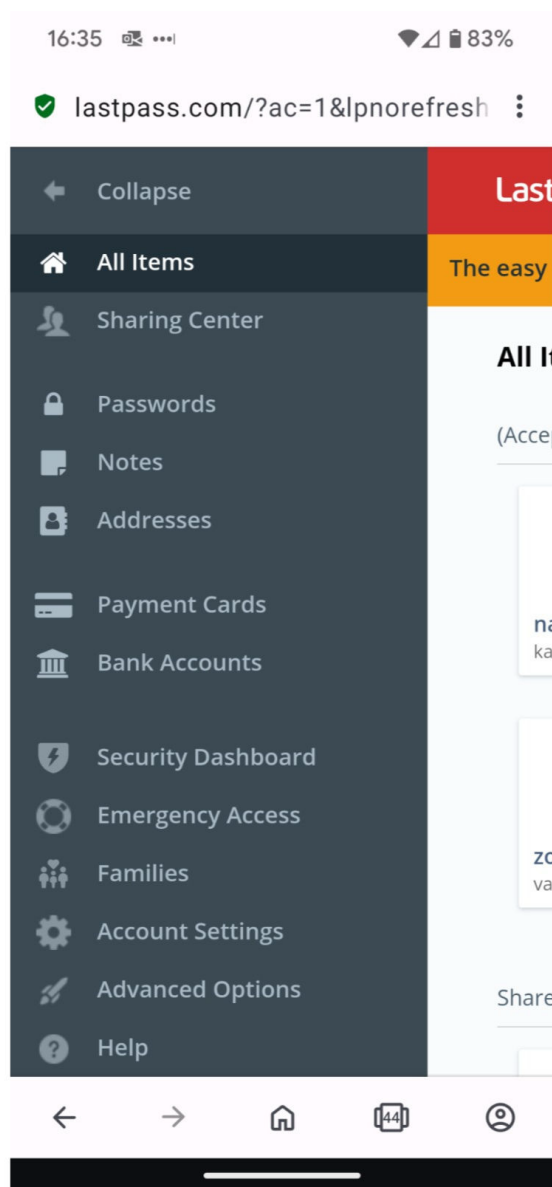 16:35 83%
lastpass.com/?ac=1&lpnorefresh
Collapse
Last
All Items
The easy
Sharing Center
All It
Passwords
(Accep
Notes
Addresses
Payment Cards
na
ka
Bank Accounts
Security Dashboard
Emergency Access
zo
va
Families
Account Settings
Advanced Options
Share
Help
44